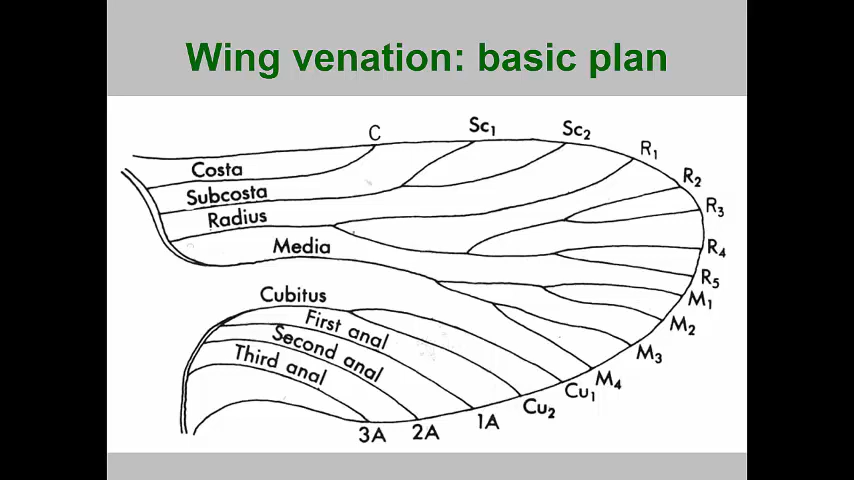 Wing venation: basic plan
C
Sc1
Sc2
R1
R2
R3
R4
R5
M1
M2
M3
M4
Cu1
Cu2
1A
2A
3A
Costa
Subcosta
Radius
Media
Cubitus
First anal
Second anal
Third anal